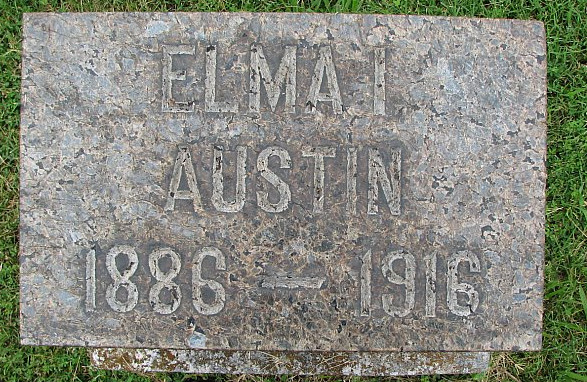 ELMA I.
AUSTIN
1886 — 1916